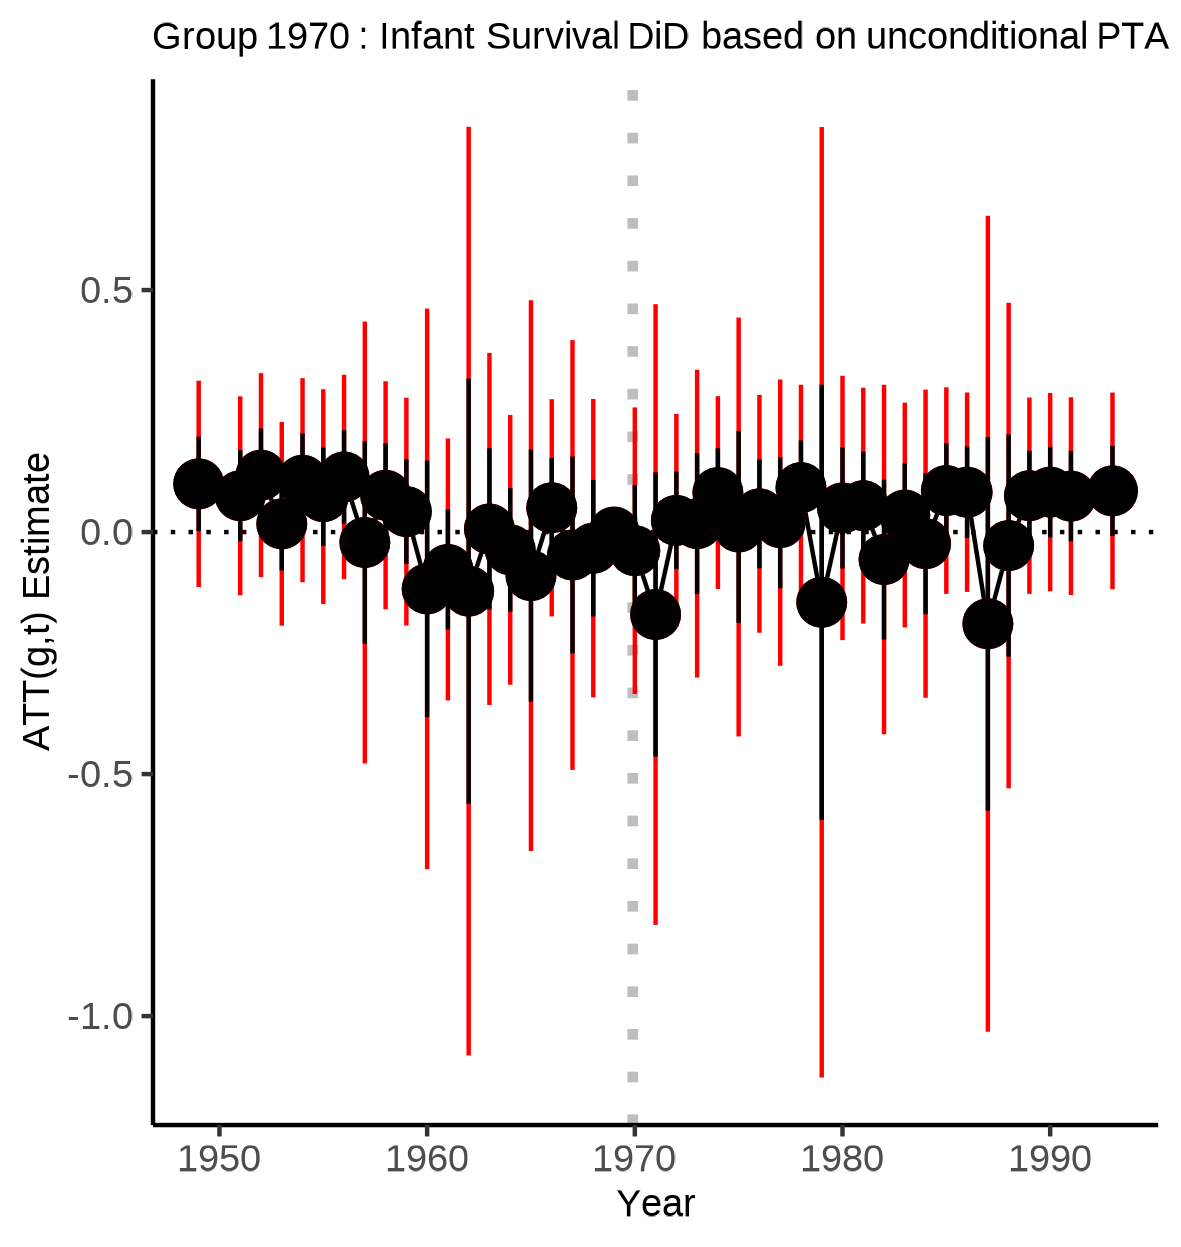 Group 1970 : Infant Survival DiD based on unconditional PTA
ATT(g,t) Estimate
0.5
0.0
-0.5
-1.0
1950 1960 1970 1980 1990
Year